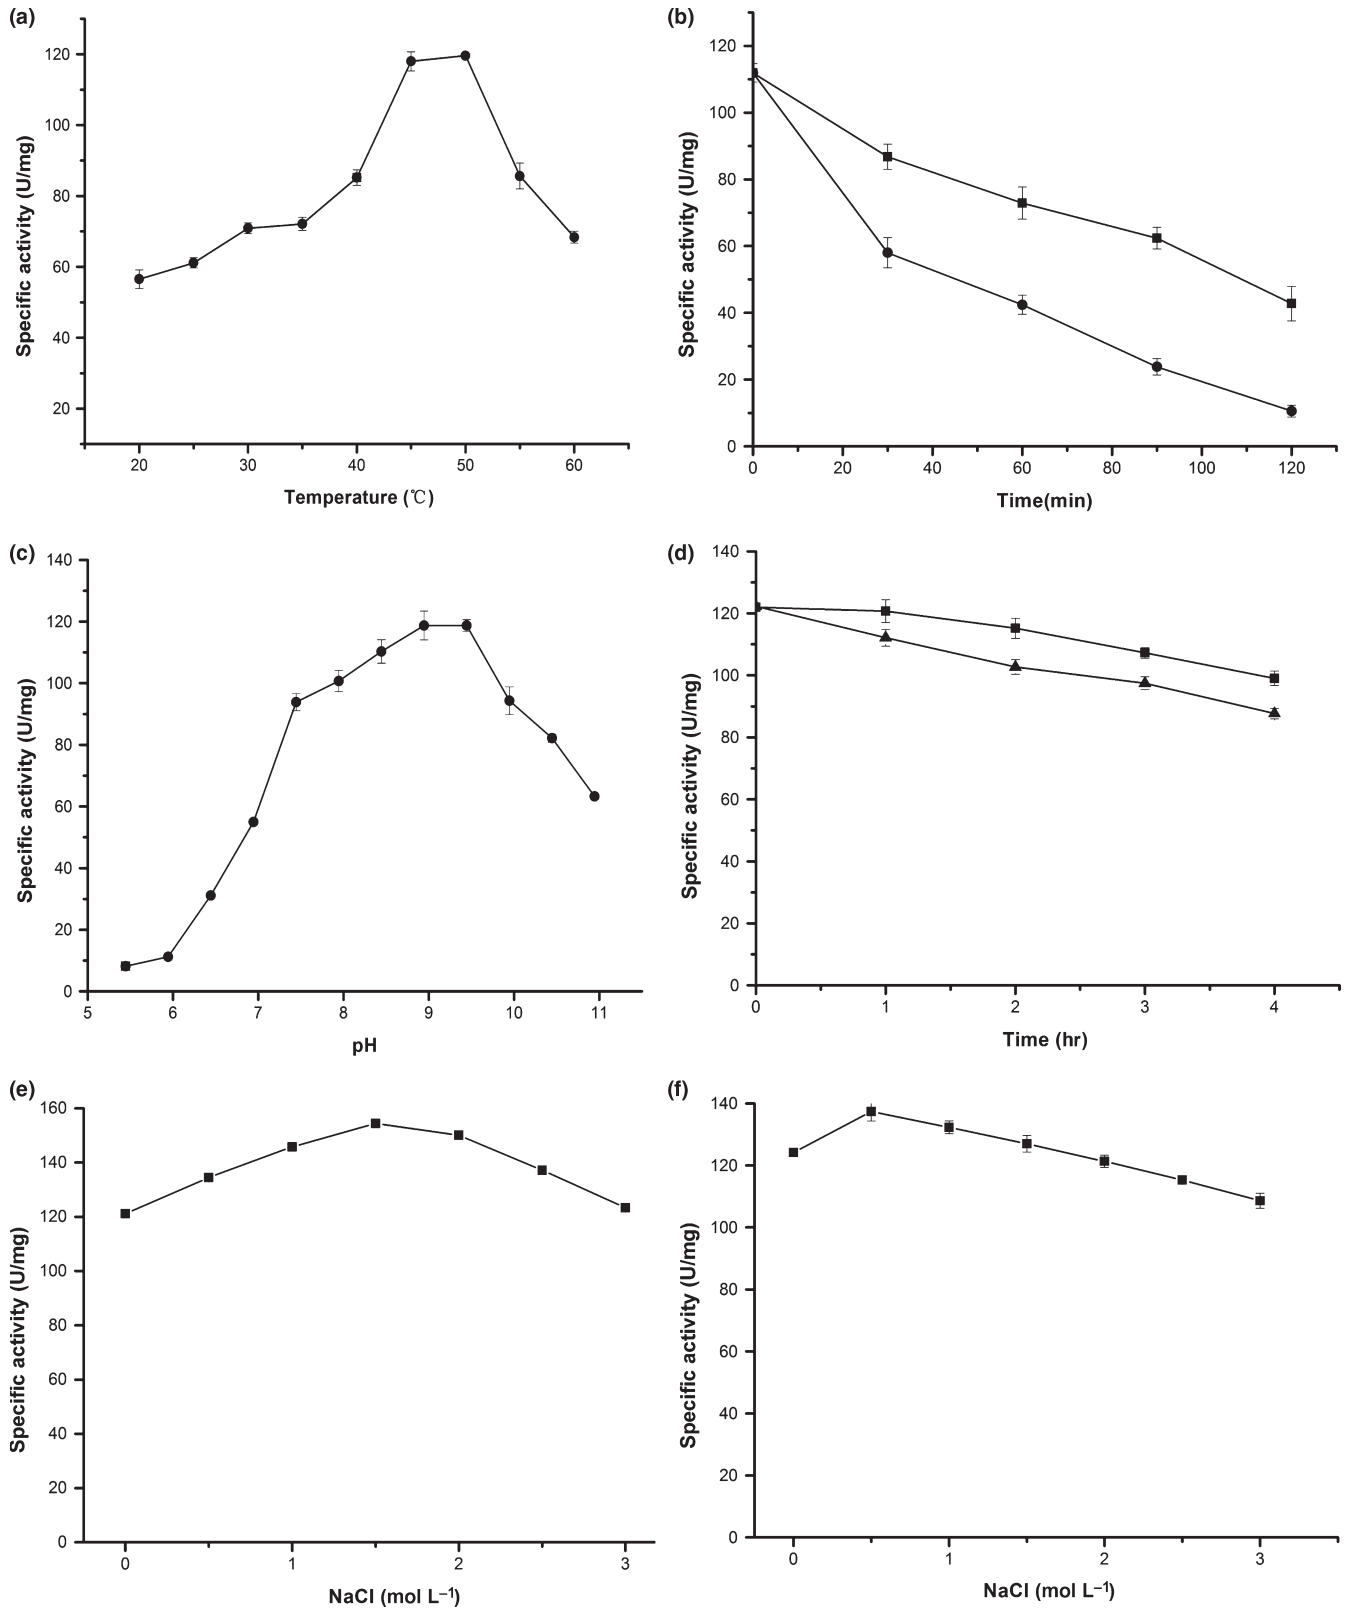 (a)
120
100
80
60
40
20
Specific activity (U/mg)
20 30 40 50 60
Temperature (℃)
(b)
120
100
80
60
40
20
0
Specific activity (U/mg)
0 20 40 60 80 100 120
Time(min)
(c)
140
120
100
80
60
40
20
0
Specific activity (U/mg)
5 6 7 8 9 10 11
pH
(d)
140
120
100
80
60
40
20
0
Specific activity (U/mg)
0 1 2 3 4
Time (hr)
(e)
160
140
120
100
80
60
40
20
0
Specific activity (U/mg)
0 1 2 3
NaCl (mol L⁻¹)
(f)
140
120
100
80
60
40
20
0
Specific activity (U/mg)
0 1 2 3
NaCl (mol L⁻¹)